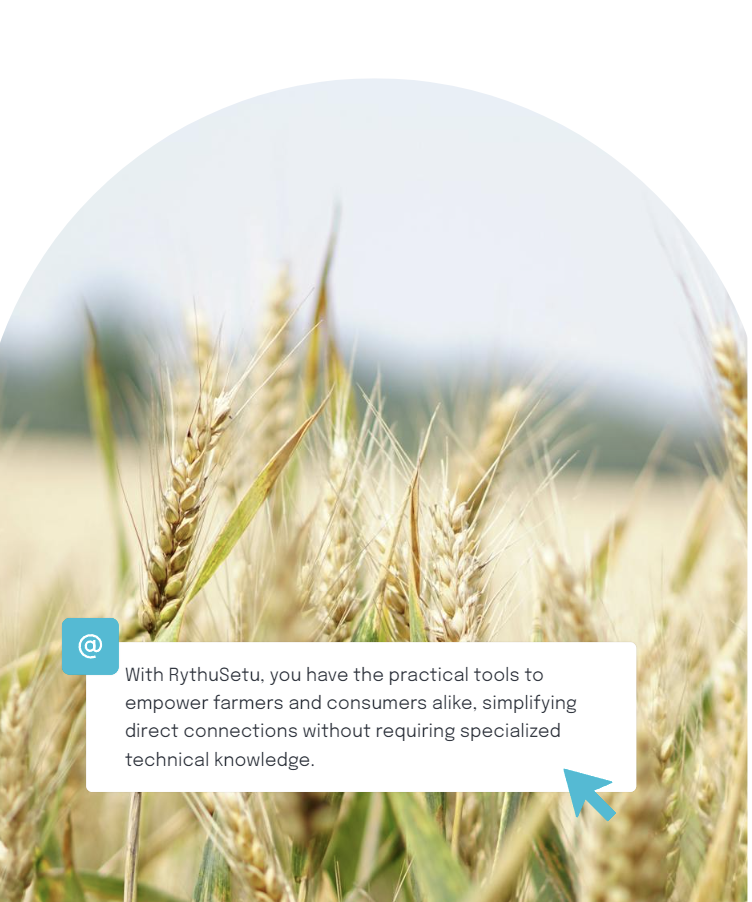 @
With RythuSetu, you have the practical tools to
empower farmers and consumers alike, simplifying
direct connections without requiring specialized
technical knowledge.